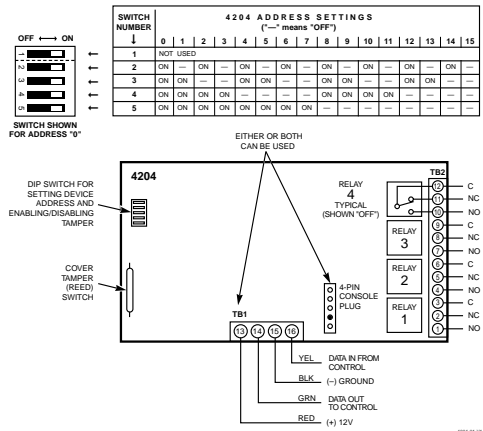 SWITCH NUMBER ↓
4204 ADDRESS SETTINGS
("—" means "OFF")
0 1 2 3 4 5 6 7 8 9 10 11 12 13 14 15
1 NOT USED
2 ON — ON — ON — ON — ON — ON — ON — ON —
3 ON ON — — ON ON — — ON ON — — ON ON — —
4 ON ON ON ON — — — — ON ON ON ON — — — —
5 ON ON ON ON ON ON ON ON — — — — — — — —
OFF ←→ ON
1
2
3
4
5
SWITCH SHOWN
FOR ADDRESS "0"
EITHER OR BOTH
CAN BE USED
4204
DIP SWITCH FOR
SETTING DEVICE
ADDRESS AND
ENABLING/DISABLING
TAMPER
COVER
TAMPER
(REED)
SWITCH
RELAY
4
TYPICAL
(SHOWN "OFF")
RELAY
3
RELAY
2
RELAY
1
4-PIN
CONSOLE
PLUG
TB2
12 C
11 NC
10 NO
9 C
8 NC
7 NO
6 C
5 NC
4 NO
3 C
2 NC
1 NO
TB1
13 14 15 16
YEL DATA IN FROM
CONTROL
BLK (–) GROUND
GRN DATA OUT
TO CONTROL
RED (+) 12V